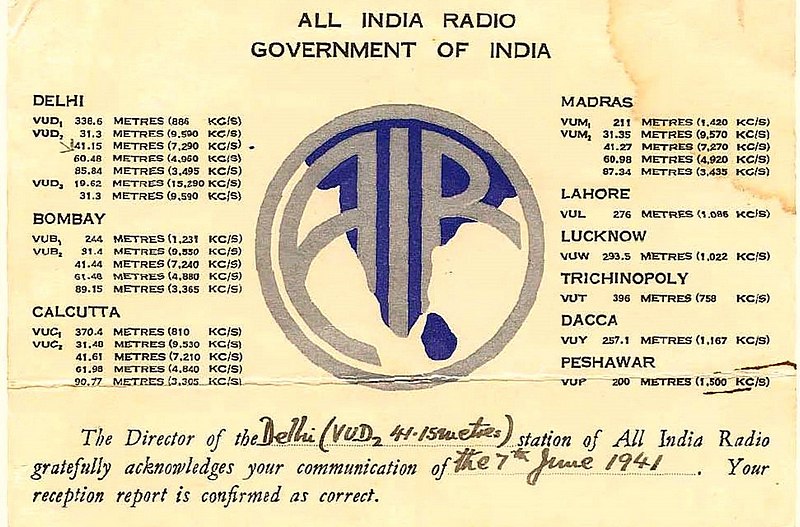 ALL INDIA RADIO
GOVERNMENT OF INDIA
DELHI
VUD₁ 338.6 METRES (886 KC/S)
VUD₂ 31.3 METRES (9,590 KC/S)
41.15 METRES (7,290 KC/S)
60.48 METRES (4,960 KC/S)
85.84 METRES (3,495 KC/S)
VUD₃ 19.62 METRES (15,290 KC/S)
31.3 METRES (9,590 KC/S)
BOMBAY
VUB₁ 244 METRES (1,231 KC/S)
VUB₂ 31.4 METRES (9,550 KC/S)
41.44 METRES (7,240 KC/S)
61.48 METRES (4,880 KC/S)
89.15 METRES (3,365 KC/S)
CALCUTTA
VUC₁ 370.4 METRES (810 KC/S)
VUC₂ 31.48 METRES (9,530 KC/S)
41.61 METRES (7,210 KC/S)
61.98 METRES (4,840 KC/S)
90.77 METRES (3,305 KC/S)
AIR
MADRAS
VUM₁ 211 METRES (1,420 KC/S)
VUM₂ 31.35 METRES (9,570 KC/S)
41.27 METRES (7,270 KC/S)
60.98 METRES (4,920 KC/S)
87.34 METRES (3,435 KC/S)
LAHORE
VUL 276 METRES (1,086 KC/S)
LUCKNOW
VUW 293.5 METRES (1,022 KC/S)
TRICHINOPOLY
VUT 396 METRES (758 KC/S)
DACCA
VUY 257.1 METRES (1,167 KC/S)
PESHAWAR
VUP 200 METRES (1,500 KC/S)
The Director of the Delhi (VUD₂ 41.15 metres) station of All India Radio
gratefully acknowledges your communication of the 7th June 1941. Your
reception report is confirmed as correct.